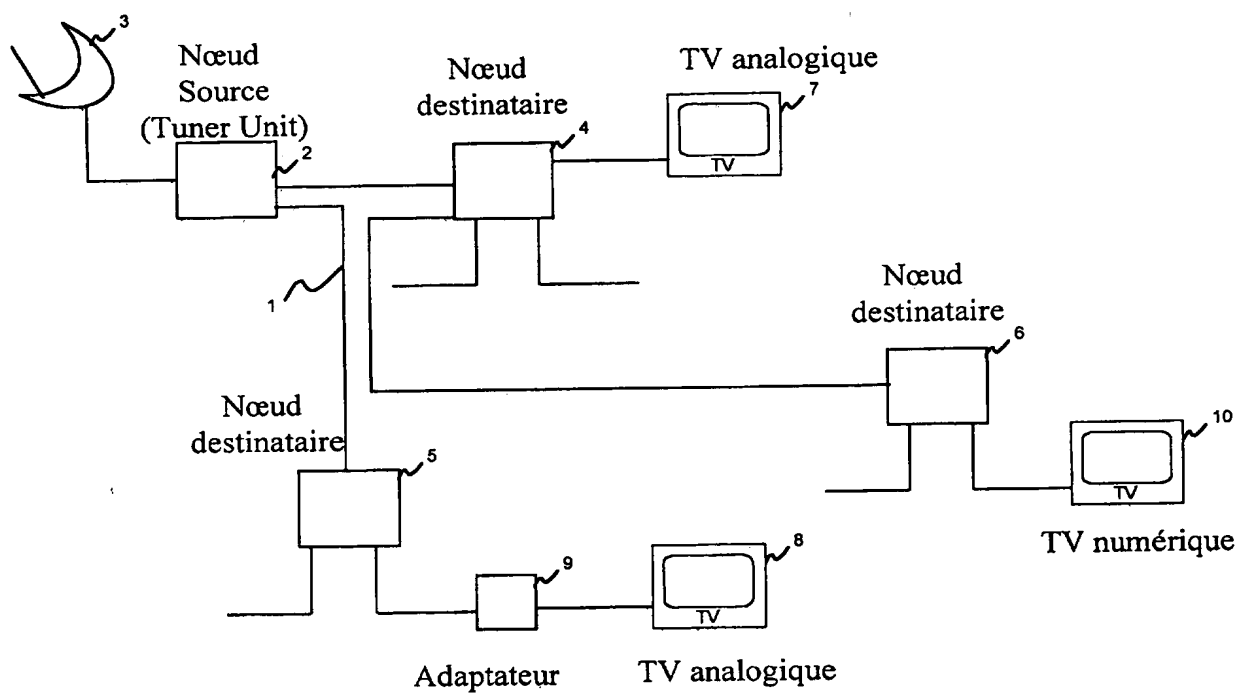 3
Nœud
Source
(Tuner Unit)
2
Nœud
destinataire
4
TV analogique
7
TV
1
Nœud
destinataire
6
10
TV
TV numérique
Nœud
destinataire
5
9
8
TV
Adaptateur
TV analogique